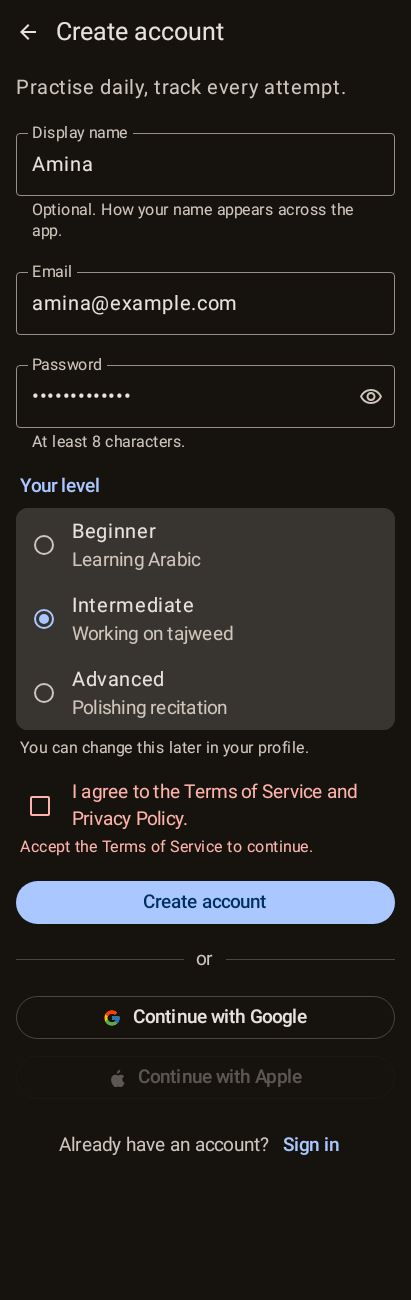 Create account
Practise daily, track every attempt.
Display name
Amina
Optional. How your name appears across the
app.
Email
amina@example.com
Password
•••••••••••••
At least 8 characters.
Your level
Beginner
Learning Arabic
Intermediate
Working on tajweed
Advanced
Polishing recitation
You can change this later in your profile.
I agree to the Terms of Service and
Privacy Policy.
Accept the Terms of Service to continue.
Create account
or
Continue with Google
Continue with Apple
Already have an account? Sign in